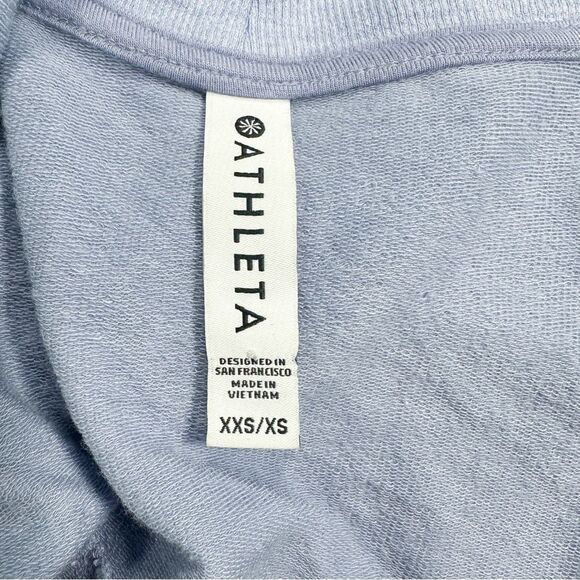 ATHLETA
DESIGNED IN
SAN FRANCISCO
MADE IN
VIETNAM
XXS/XS